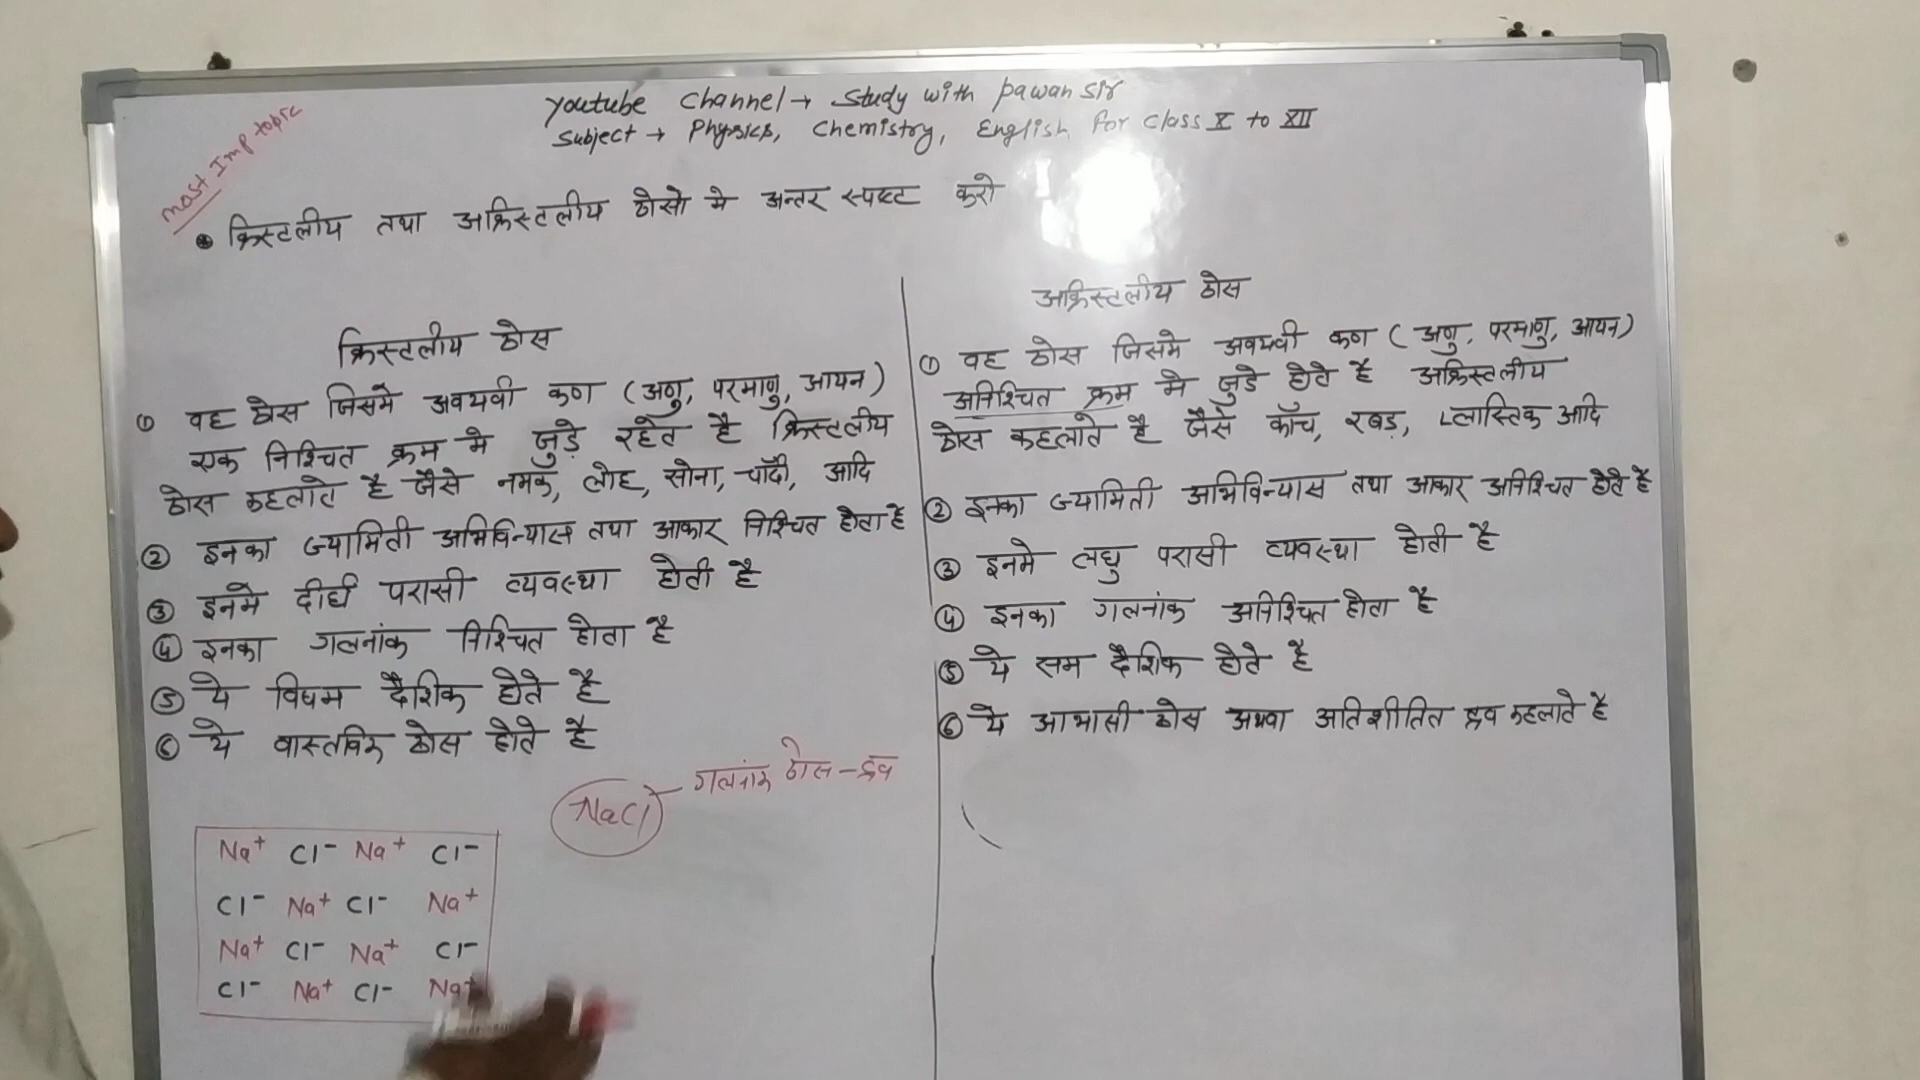 Youtube channel → Study with pawan sir
Subject → Physics, Chemistry, English For class X to XII
most Imp topic
क्रिस्टलीय तथा अक्रिस्टलीय ठोसो मे अन्तर स्पष्ट करो
क्रिस्टलीय ठोस
① वह ठोस जिसमे अवयवी कण (अणु, परमाणु, आयन)
एक निश्चित क्रम मे जुड़े रहते है क्रिस्टलीय
ठोस कहलाते है जैसे नमक, लोह, सोना, चाँदी, आदि
② इनका ज्यामिती अभिविन्यास तथा आकार निश्चित होता है
③ इनमे दीर्घ परासी व्यवस्था होती है
④ इनका गलनांक निश्चित होता है
⑤ ये विषम दैशिक होते है
⑥ ये वास्तविक ठोस होते है
NaCl
गलनांक ठोस - द्रव
Na+ Cl- Na+ Cl-
Cl- Na+ Cl- Na+
Na+ Cl- Na+ Cl-
Cl- Na+ Cl- Na+
अक्रिस्टलीय ठोस
① वह ठोस जिसमे अवयवी कण (अणु, परमाणु, आयन)
अनिश्चित क्रम मे जुडे होते है अक्रिस्टलीय
ठोस कहलाते है जैसे काँच, रबड़, प्लास्तिक आदि
② इनका ज्यामिती अभिविन्यास तथा आकार अनिश्चित होते है
③ इनमे लघु परासी व्यवस्था होती है
④ इनका गलनांक अनिश्चित होता है
⑤ ये सम दैशिक होते है
⑥ ये आभासी ठोस अथवा अतिशीतित द्रव कहलाते है